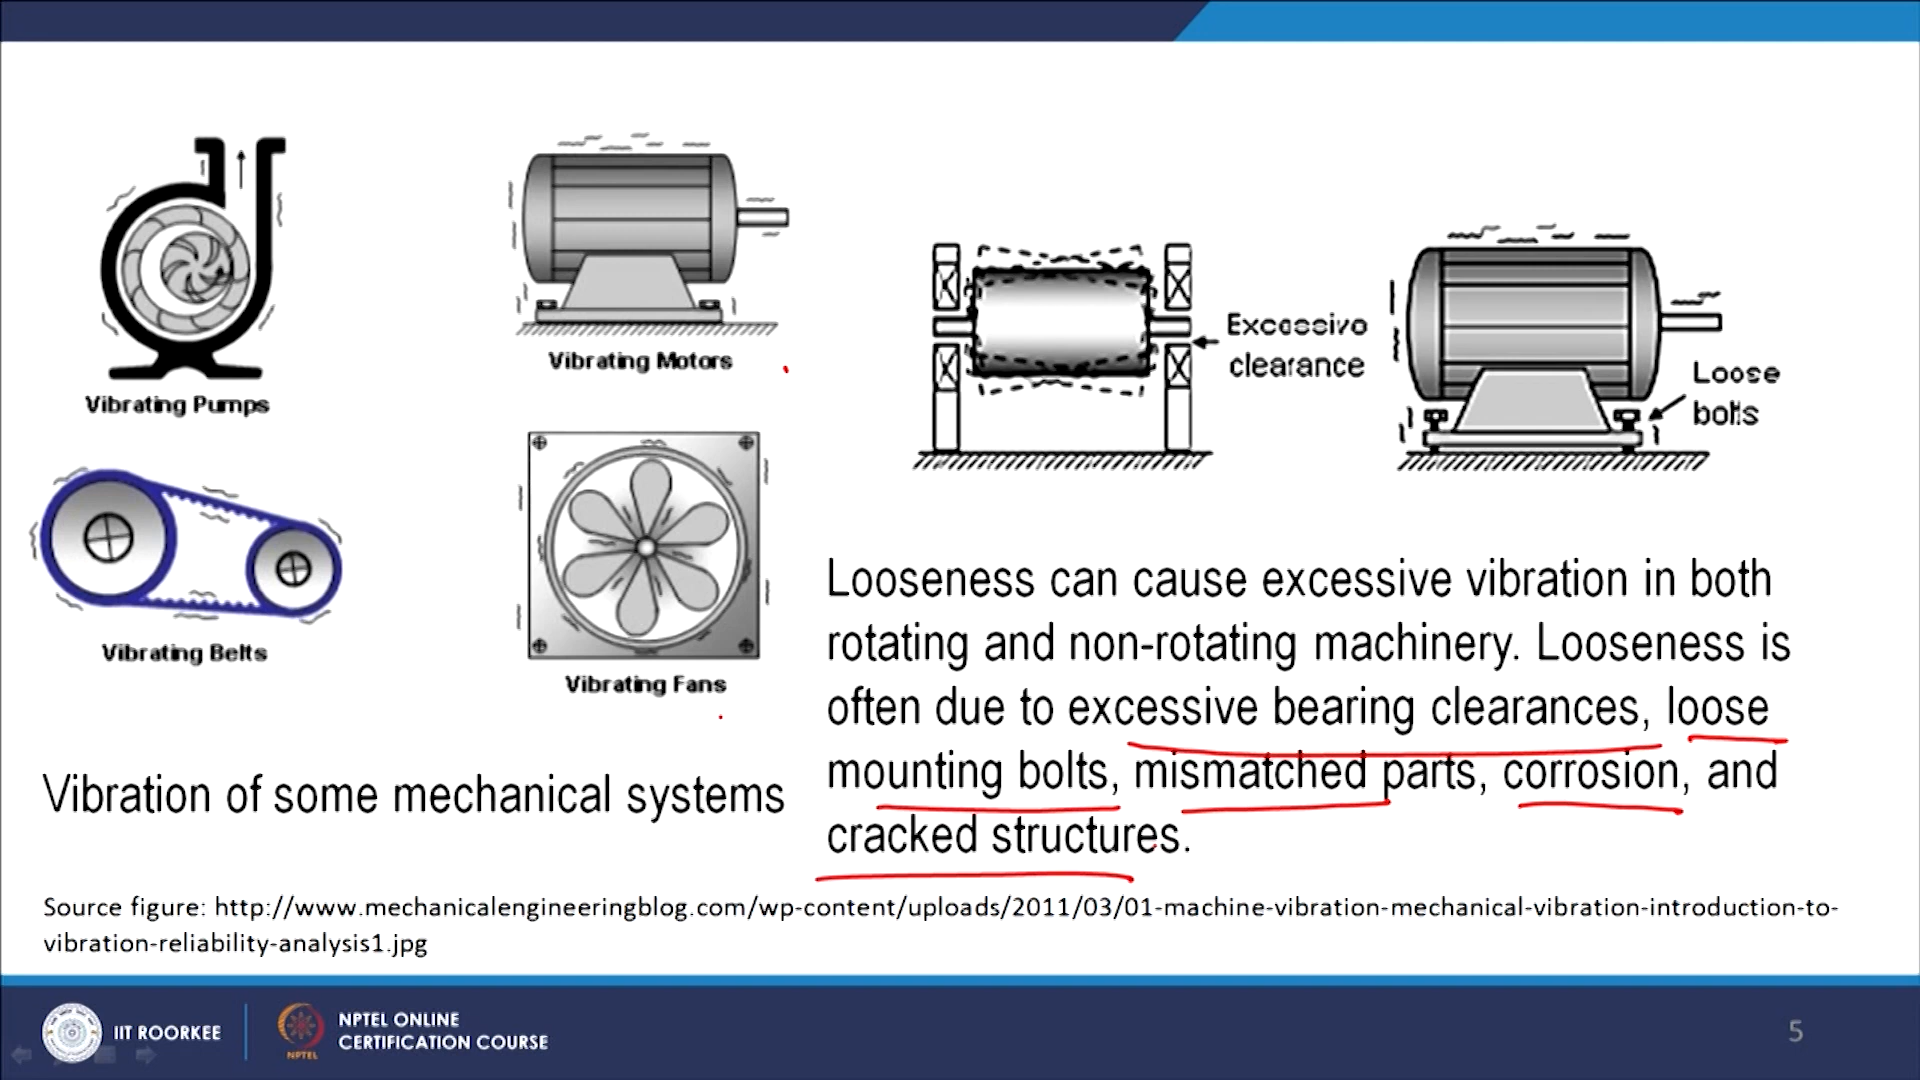 Vibrating Pumps
Vibrating Motors
Vibrating Belts
Vibrating Fans
Vibration of some mechanical systems
Excessive
clearance
Loose
bolts
Looseness can cause excessive vibration in both
rotating and non-rotating machinery. Looseness is
often due to excessive bearing clearances, loose
mounting bolts, mismatched parts, corrosion, and
cracked structures.
Source figure: http://www.mechanicalengineeringblog.com/wp-content/uploads/2011/03/01-machine-vibration-mechanical-vibration-introduction-to-
vibration-reliability-analysis1.jpg
IIT ROORKEE
NPTEL
NPTEL ONLINE
CERTIFICATION COURSE
5